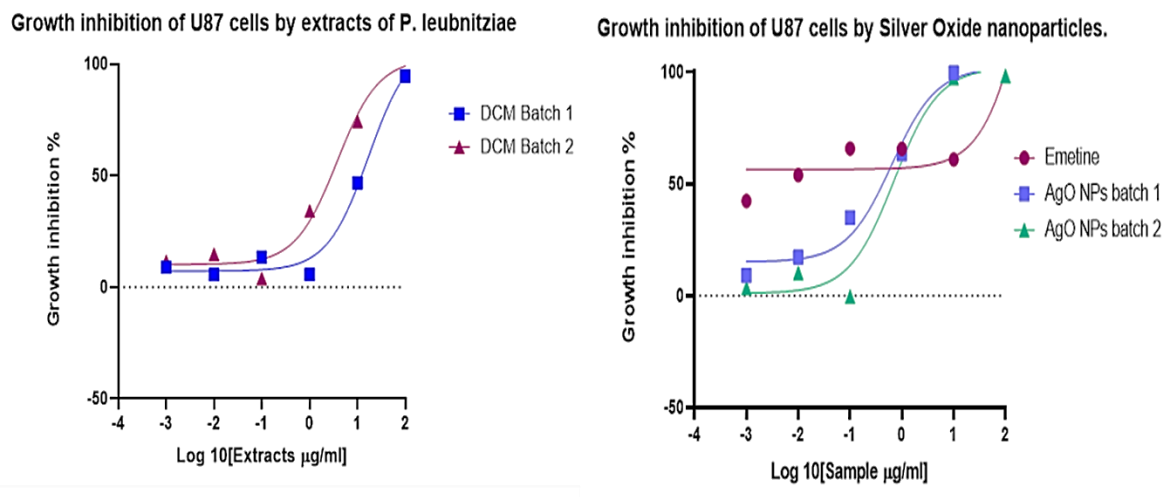 Growth inhibition of U87 cells by extracts of P. leubnitziae
Growth inhibition %
100
50
0
-50
-4 -3 -2 -1 0 1 2
Log 10[Extracts µg/ml]
DCM Batch 1
DCM Batch 2
Growth inhibition of U87 cells by Silver Oxide nanoparticles.
Growth inhibition %
100
50
0
-50
-4 -3 -2 -1 0 1 2
Log 10[Sample µg/ml]
Emetine
AgO NPs batch 1
AgO NPs batch 2